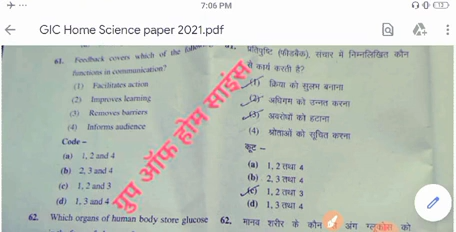 7:06 PM
GIC Home Science paper 2021.pdf
61. Feedback covers which of the
functions in communication?
(1) Facilitates action
(2) Improves learning
(3) Removes barriers
(4) Informs audience
Code –
(a) 1, 2 and 4
(b) 2, 3 and 4
(c) 1, 2 and 3
(d) 1, 3 and 4
62. Which organs of human body store glucose
प्रतिपुष्टि (फीडबैक), संचार में निम्नलिखित कौन
से कार्य करती है?
(1) क्रिया को सुलभ बनाना
(2) अधिगम को उन्नत करना
(3) अवरोधों को हटाना
(4) श्रोताओं को सूचित करना
कूट –
(a) 1, 2 तथा 4
(b) 2, 3 तथा 4
(c) 1, 2 तथा 3
(d) 1, 3 तथा 4
62. मानव शरीर के कौन अंग ग्लूकोस को
ग्रुप ऑफ होम साइंस